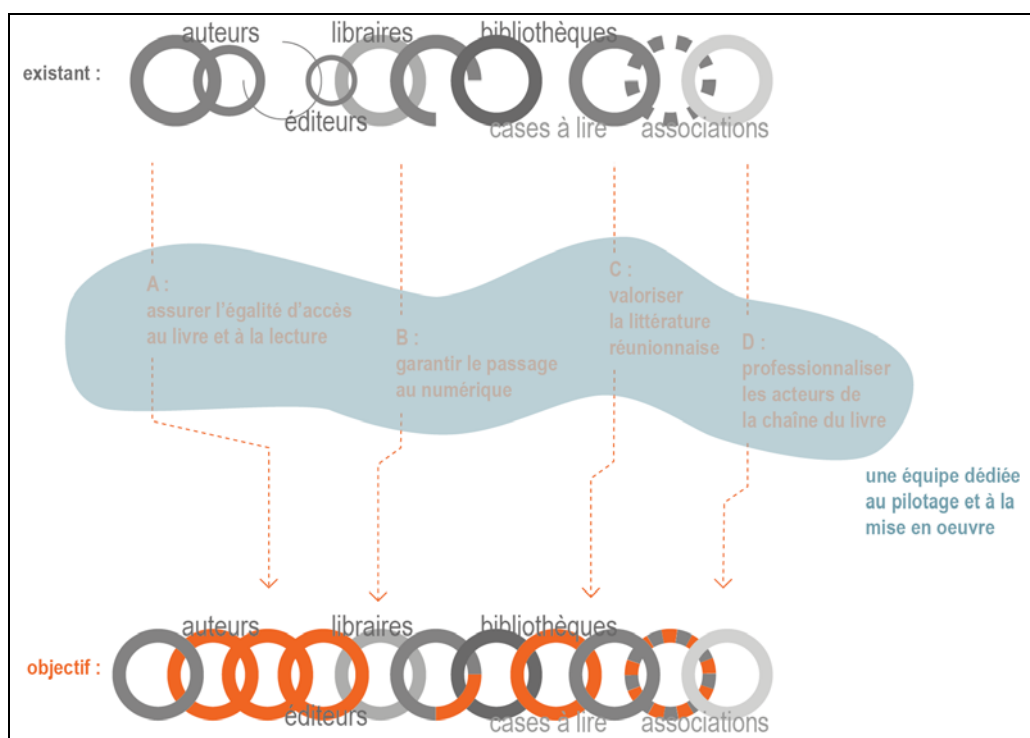 auteurs
libraires
bibliothèques
existant :
éditeurs
cases à lire
associations
A :
assurer l'égalité d'accès
au livre et à la lecture
B :
garantir le passage
au numérique
C :
valoriser
la littérature
réunionnaise
D :
professionnaliser
les acteurs de
la chaîne du livre
une équipe dédiée
au pilotage et à la
mise en oeuvre
auteurs
libraires
bibliothèques
objectif :
éditeurs
cases à lire
associations